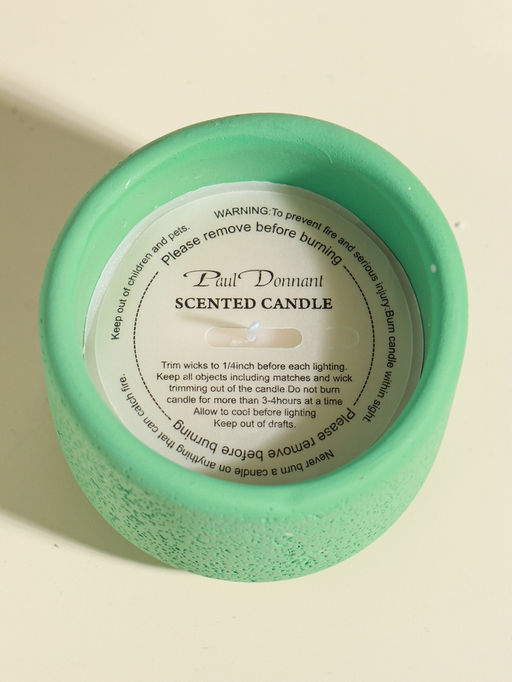 WARNING:To prevent fire and serious injury:Burn candle within sight.
Never burn a candle on anything that can catch fire.
Keep out of children and pets.
Please remove before burning
Paul Donnant
SCENTED CANDLE
Trim wicks to 1/4inch before each lighting.
Keep all objects including matches and wick
trimming out of the candle.Do not burn
candle for more than 3-4hours at a time
Allow to cool before lighting
Keep out of drafts.
Please remove before burning